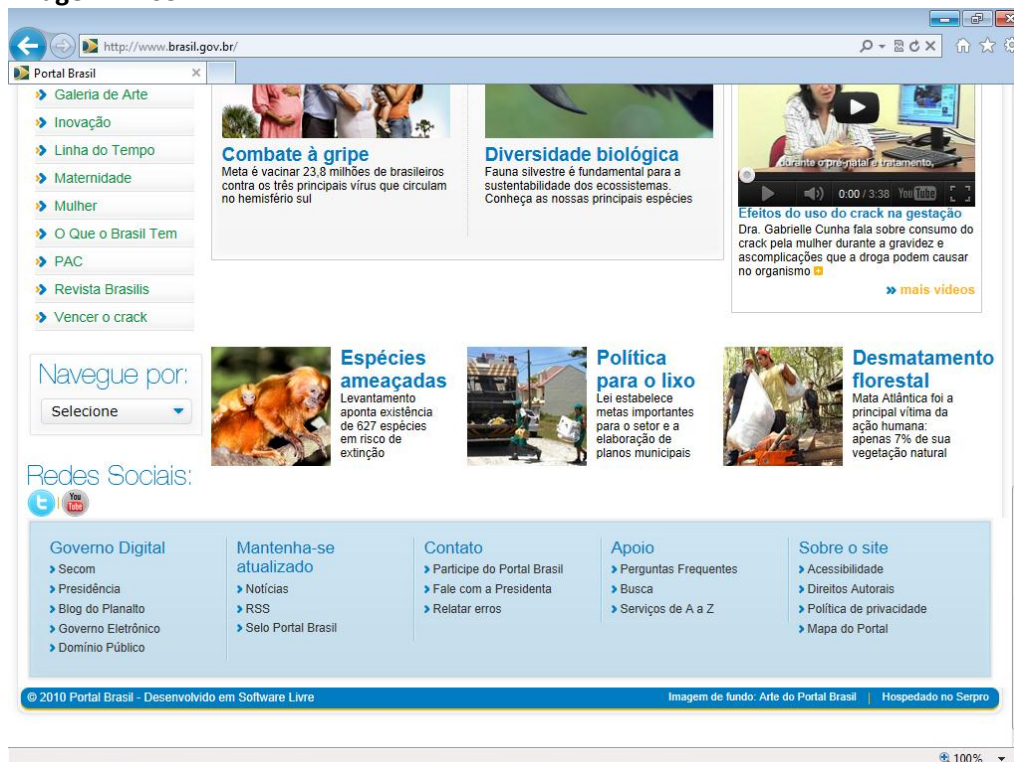 http://www.brasil.gov.br/
Portal Brasil
Galeria de Arte
Inovação
Linha do Tempo
Maternidade
Mulher
O Que o Brasil Tem
PAC
Revista Brasilis
Vencer o crack
Combate à gripe
Meta é vacinar 23,8 milhões de brasileiros
contra os três principais vírus que circulam
no hemisfério sul
Diversidade biológica
Fauna silvestre é fundamental para a
sustentabilidade dos ecossistemas.
Conheça as nossas principais espécies
durante o pré-natal e tratamento,
0:00 / 3:38 YouTube
Efeitos do uso do crack na gestação
Dra. Gabrielle Cunha fala sobre consumo do
crack pela mulher durante a gravidez e
ascomplicações que a droga podem causar
no organismo
mais vídeos
Navegue por:
Selecione
Redes Sociais:
You Tube
Espécies
ameaçadas
Levantamento
aponta existência
de 627 espécies
em risco de
extinção
Política
para o lixo
Lei estabelece
metas importantes
para o setor e a
elaboração de
planos municipais
Desmatamento
florestal
Mata Atlântica foi a
principal vítima da
ação humana:
apenas 7% de sua
vegetação natural
Governo Digital
Secom
Presidência
Blog do Planalto
Governo Eletrônico
Domínio Público
Mantenha-se
atualizado
Notícias
RSS
Selo Portal Brasil
Contato
Participe do Portal Brasil
Fale com a Presidenta
Relatar erros
Apoio
Perguntas Frequentes
Busca
Serviços de A a Z
Sobre o site
Acessibilidade
Direitos Autorais
Política de privacidade
Mapa do Portal
© 2010 Portal Brasil - Desenvolvido em Software Livre
Imagem de fundo: Arte do Portal Brasil | Hospedado no Serpro
100%